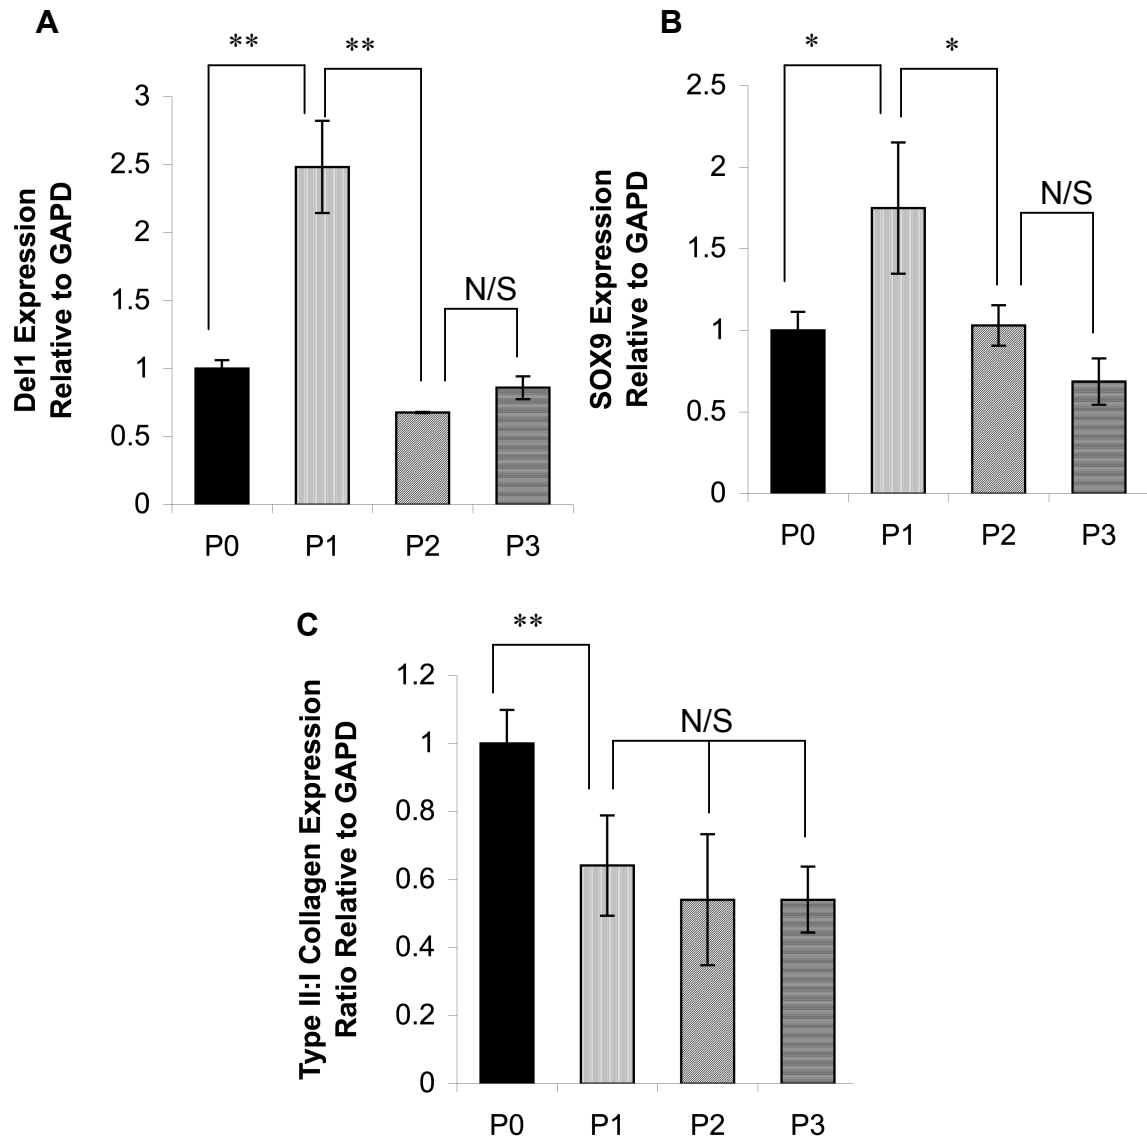 A
** **
3
2.5
2
1.5
1
0.5
0
Del1 Expression
Relative to GAPD
N/S
P0 P1 P2 P3
B
* *
2.5
2
1.5
1
0.5
0
SOX9 Expression
Relative to GAPD
N/S
P0 P1 P2 P3
C
**
1.2
1
0.8
0.6
0.4
0.2
0
Type II:I Collagen Expression
Ratio Relative to GAPD
N/S
P0 P1 P2 P3